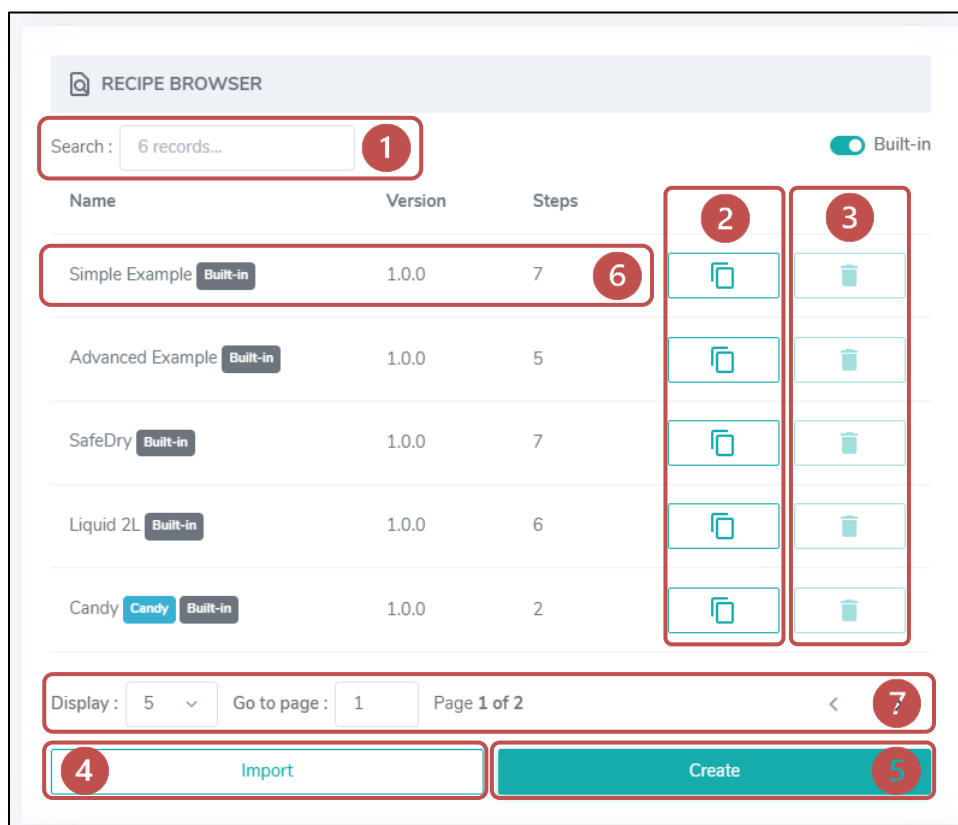 RECIPE BROWSER
Search : 6 records... 1 Built-in
Name Version Steps 2 3
Simple Example Built-in 1.0.0 7 6
Advanced Example Built-in 1.0.0 5
SafeDry Built-in 1.0.0 7
Liquid 2L Built-in 1.0.0 6
Candy Candy Built-in 1.0.0 2
Display : 5 Go to page : 1 Page 1 of 2 7
4 Import Create 5